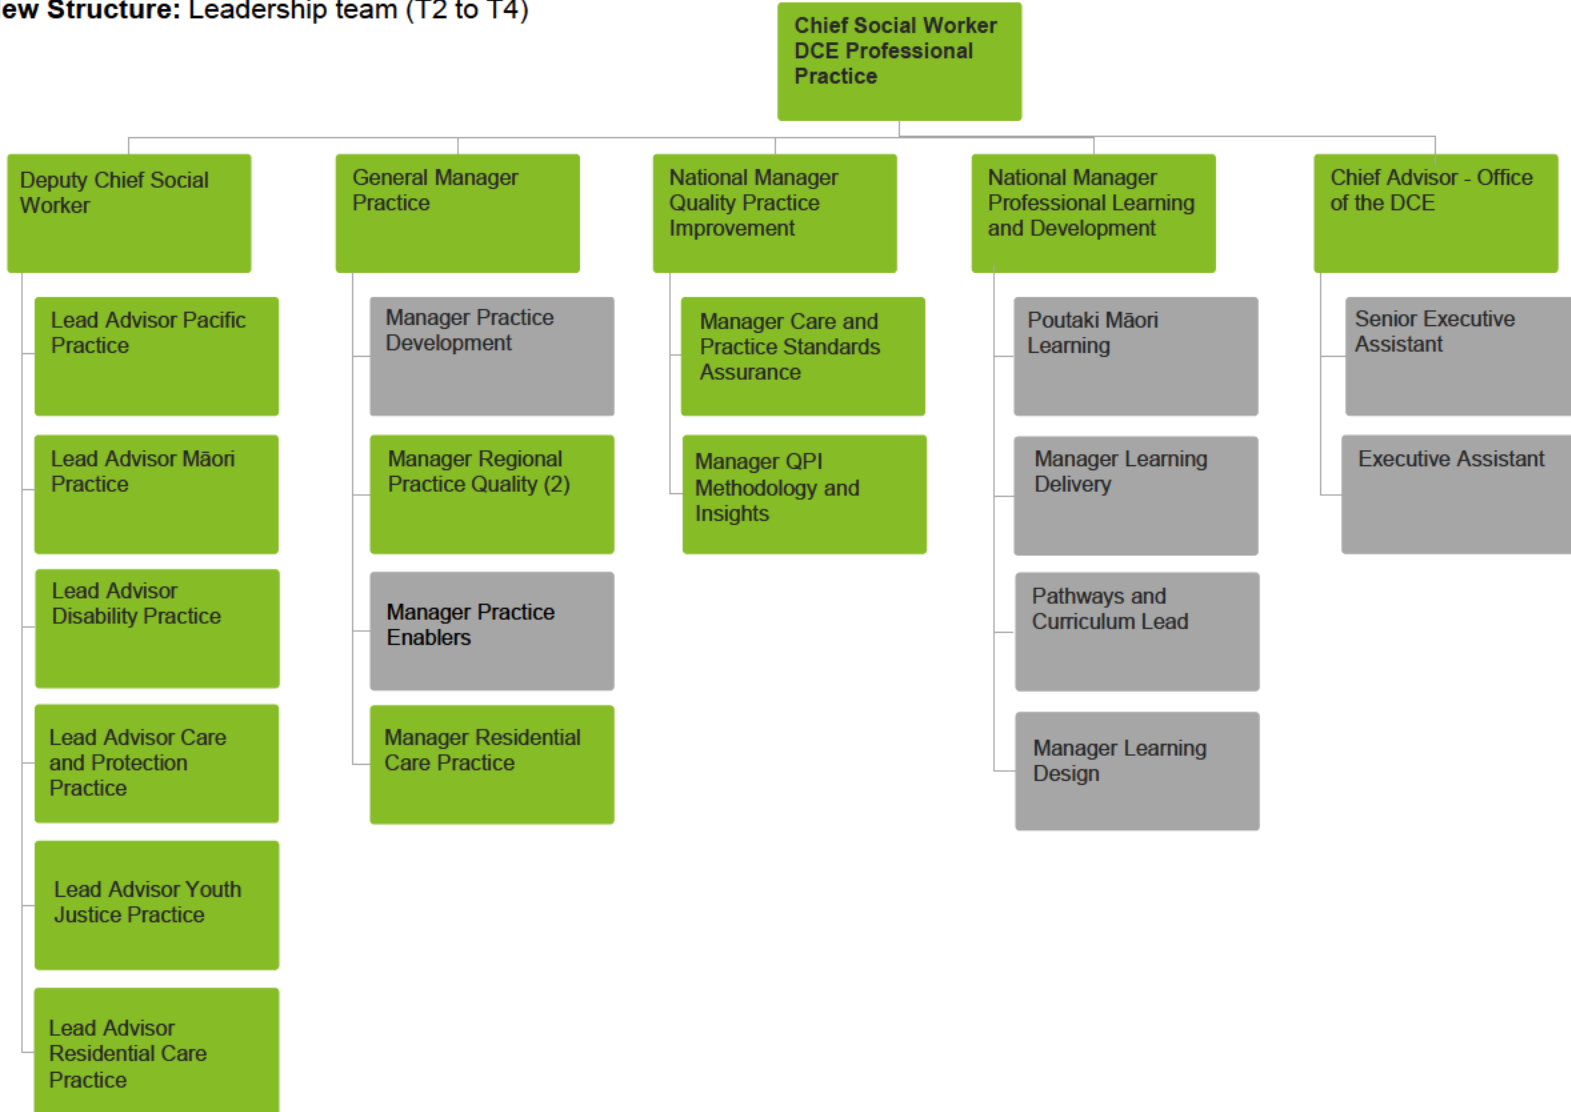 New Structure: Leadership team (T2 to T4)
Chief Social Worker
DCE Professional
Practice
Deputy Chief Social
Worker
General Manager
Practice
National Manager
Quality Practice
Improvement
National Manager
Professional Learning
and Development
Chief Advisor - Office
of the DCE
Lead Advisor Pacific
Practice
Lead Advisor Māori
Practice
Lead Advisor
Disability Practice
Lead Advisor Care
and Protection
Practice
Lead Advisor Youth
Justice Practice
Lead Advisor
Residential Care
Practice
Manager Practice
Development
Manager Regional
Practice Quality (2)
Manager Practice
Enablers
Manager Residential
Care Practice
Manager Care and
Practice Standards
Assurance
Manager QPI
Methodology and
Insights
Poutaki Māori
Learning
Manager Learning
Delivery
Pathways and
Curriculum Lead
Manager Learning
Design
Senior Executive
Assistant
Executive Assistant